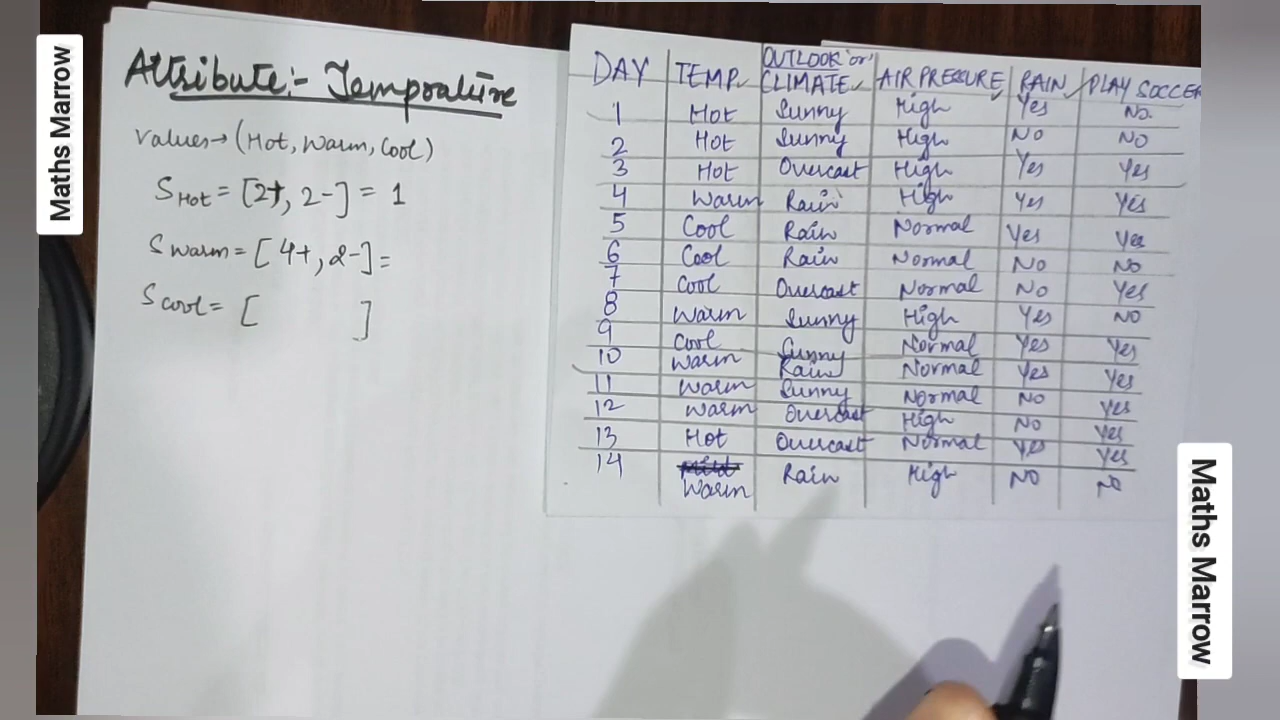 Maths Marrow
Attribute:- Temprature
Values→(Hot, Warm, Cool)
S Hot = [2+, 2-] = 1
S Warm = [4+, 2-] =
S Cool = [ ]
DAY TEMP. OUTLOOK 'or' CLIMATE AIR PRESSURE RAIN PLAY SOCCER
1 Hot Sunny High Yes No.
2 Hot Sunny High No No
3 Hot Overcast High Yes Yes
4 Warm Rain High Yes Yes
5 Cool Rain Normal Yes Yes
6 Cool Rain Normal No No
7 Cool Overcast Normal No Yes
8 Warm Sunny High Yes No
9 Cool Sunny Normal Yes Yes
10 Warm Rain Normal Yes Yes
11 Warm Sunny Normal No Yes
12 Warm Overcast High No Yes
13 Hot Overcast Normal Yes Yes
14 Warm Rain High No No
Maths Marrow